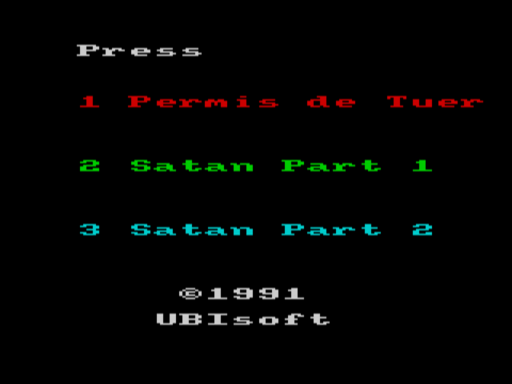 Press
1 Permis de Tuer
2 Satan Part 1
3 Satan Part 2
©1991
UBIsoft